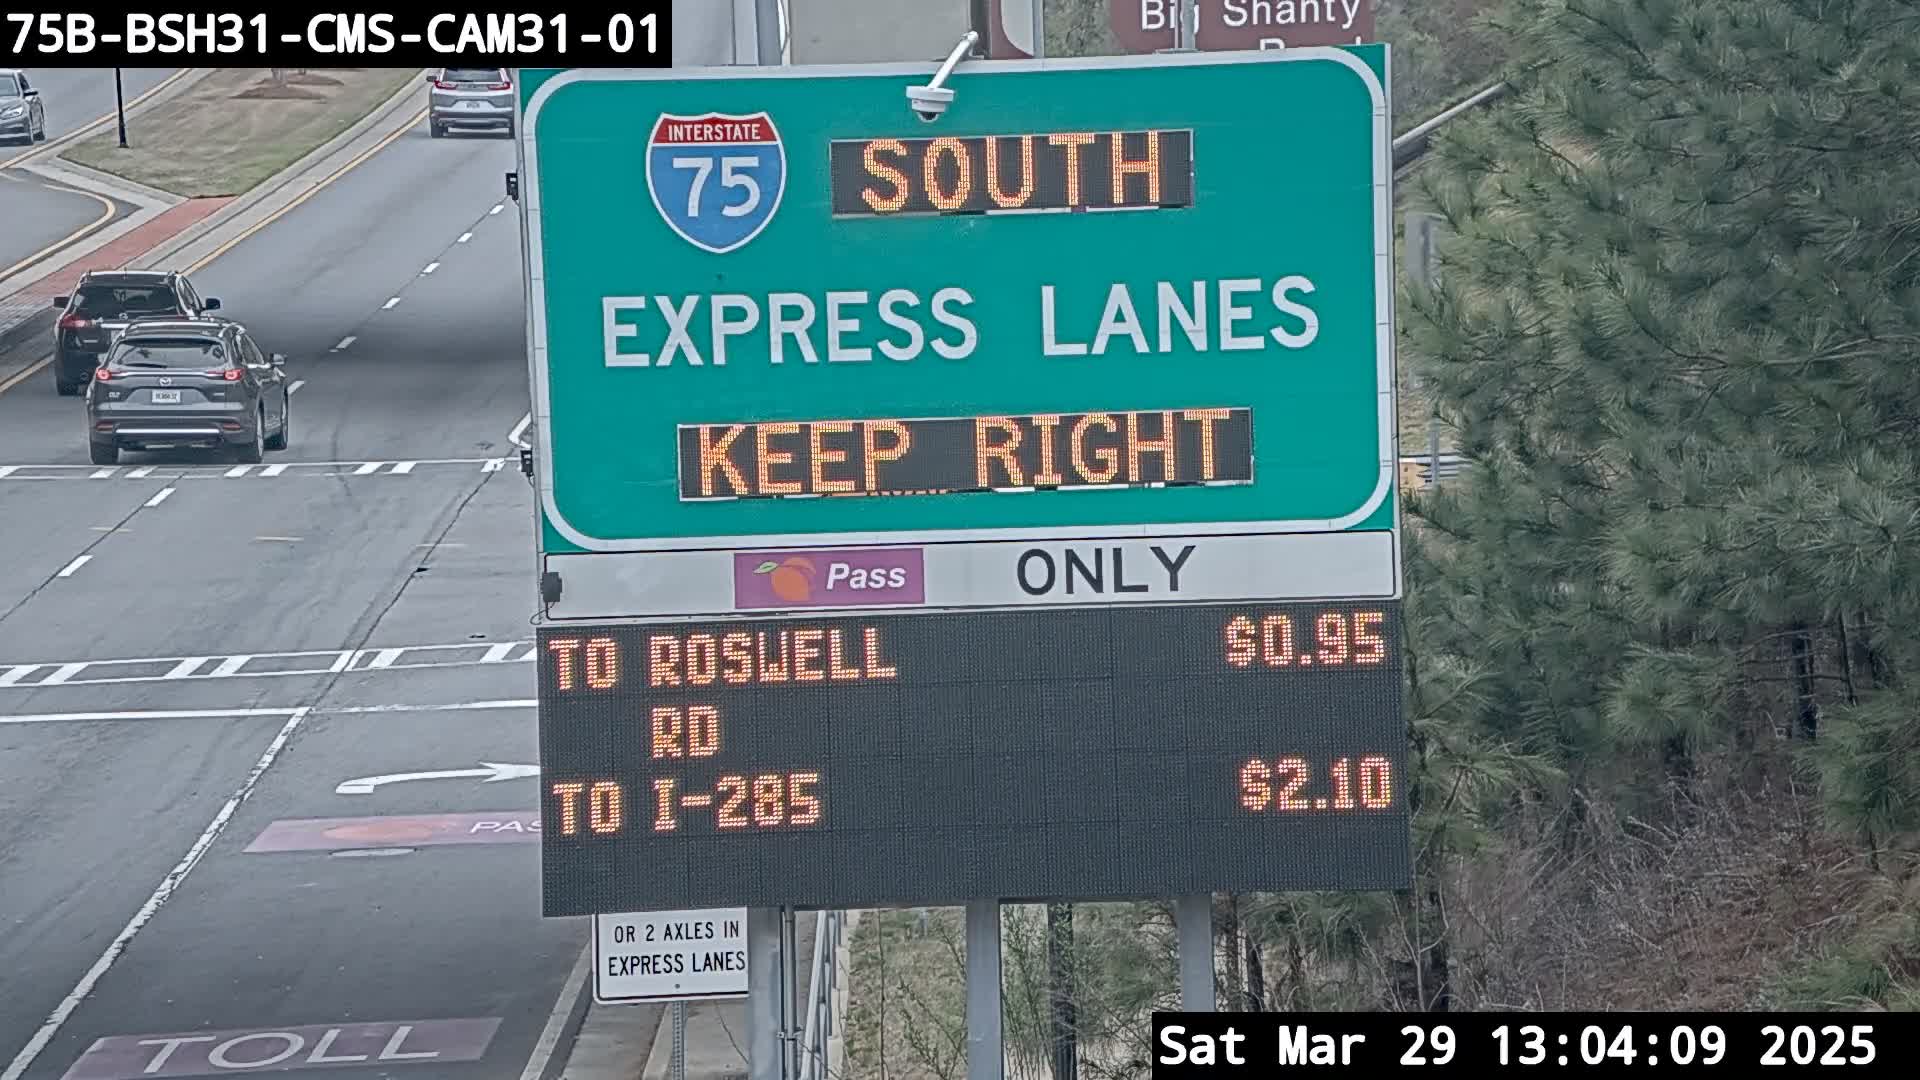 75B-BSH31-CMS-CAM31-01
Big Shanty
INTERSTATE
75
SOUTH
EXPRESS LANES
KEEP RIGHT
Pass ONLY
TO ROSWELL $0.95
RD
TO I-285 $2.10
OR 2 AXLES IN
EXPRESS LANES
TOLL
Sat Mar 29 13:04:09 2025